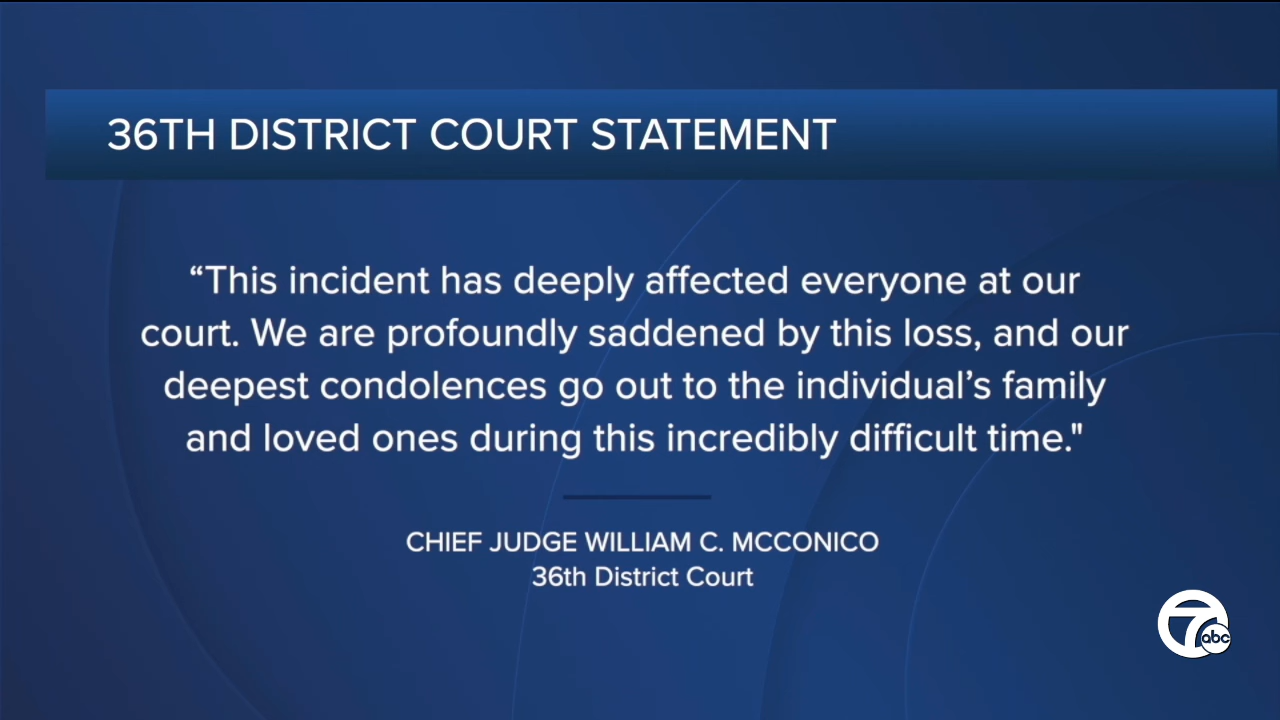 36TH DISTRICT COURT STATEMENT
“This incident has deeply affected everyone at our
court. We are profoundly saddened by this loss, and our
deepest condolences go out to the individual’s family
and loved ones during this incredibly difficult time."
CHIEF JUDGE WILLIAM C. MCCONICO
36th District Court
7 abc